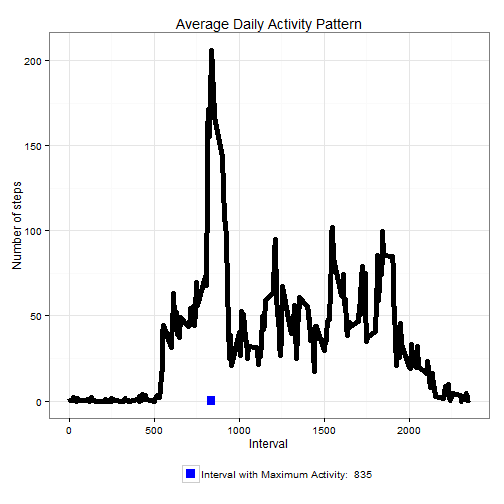 Average Daily Activity Pattern
Number of steps
200
150
100
50
0
0 500 1000 1500 2000
Interval
Interval with Maximum Activity: 835